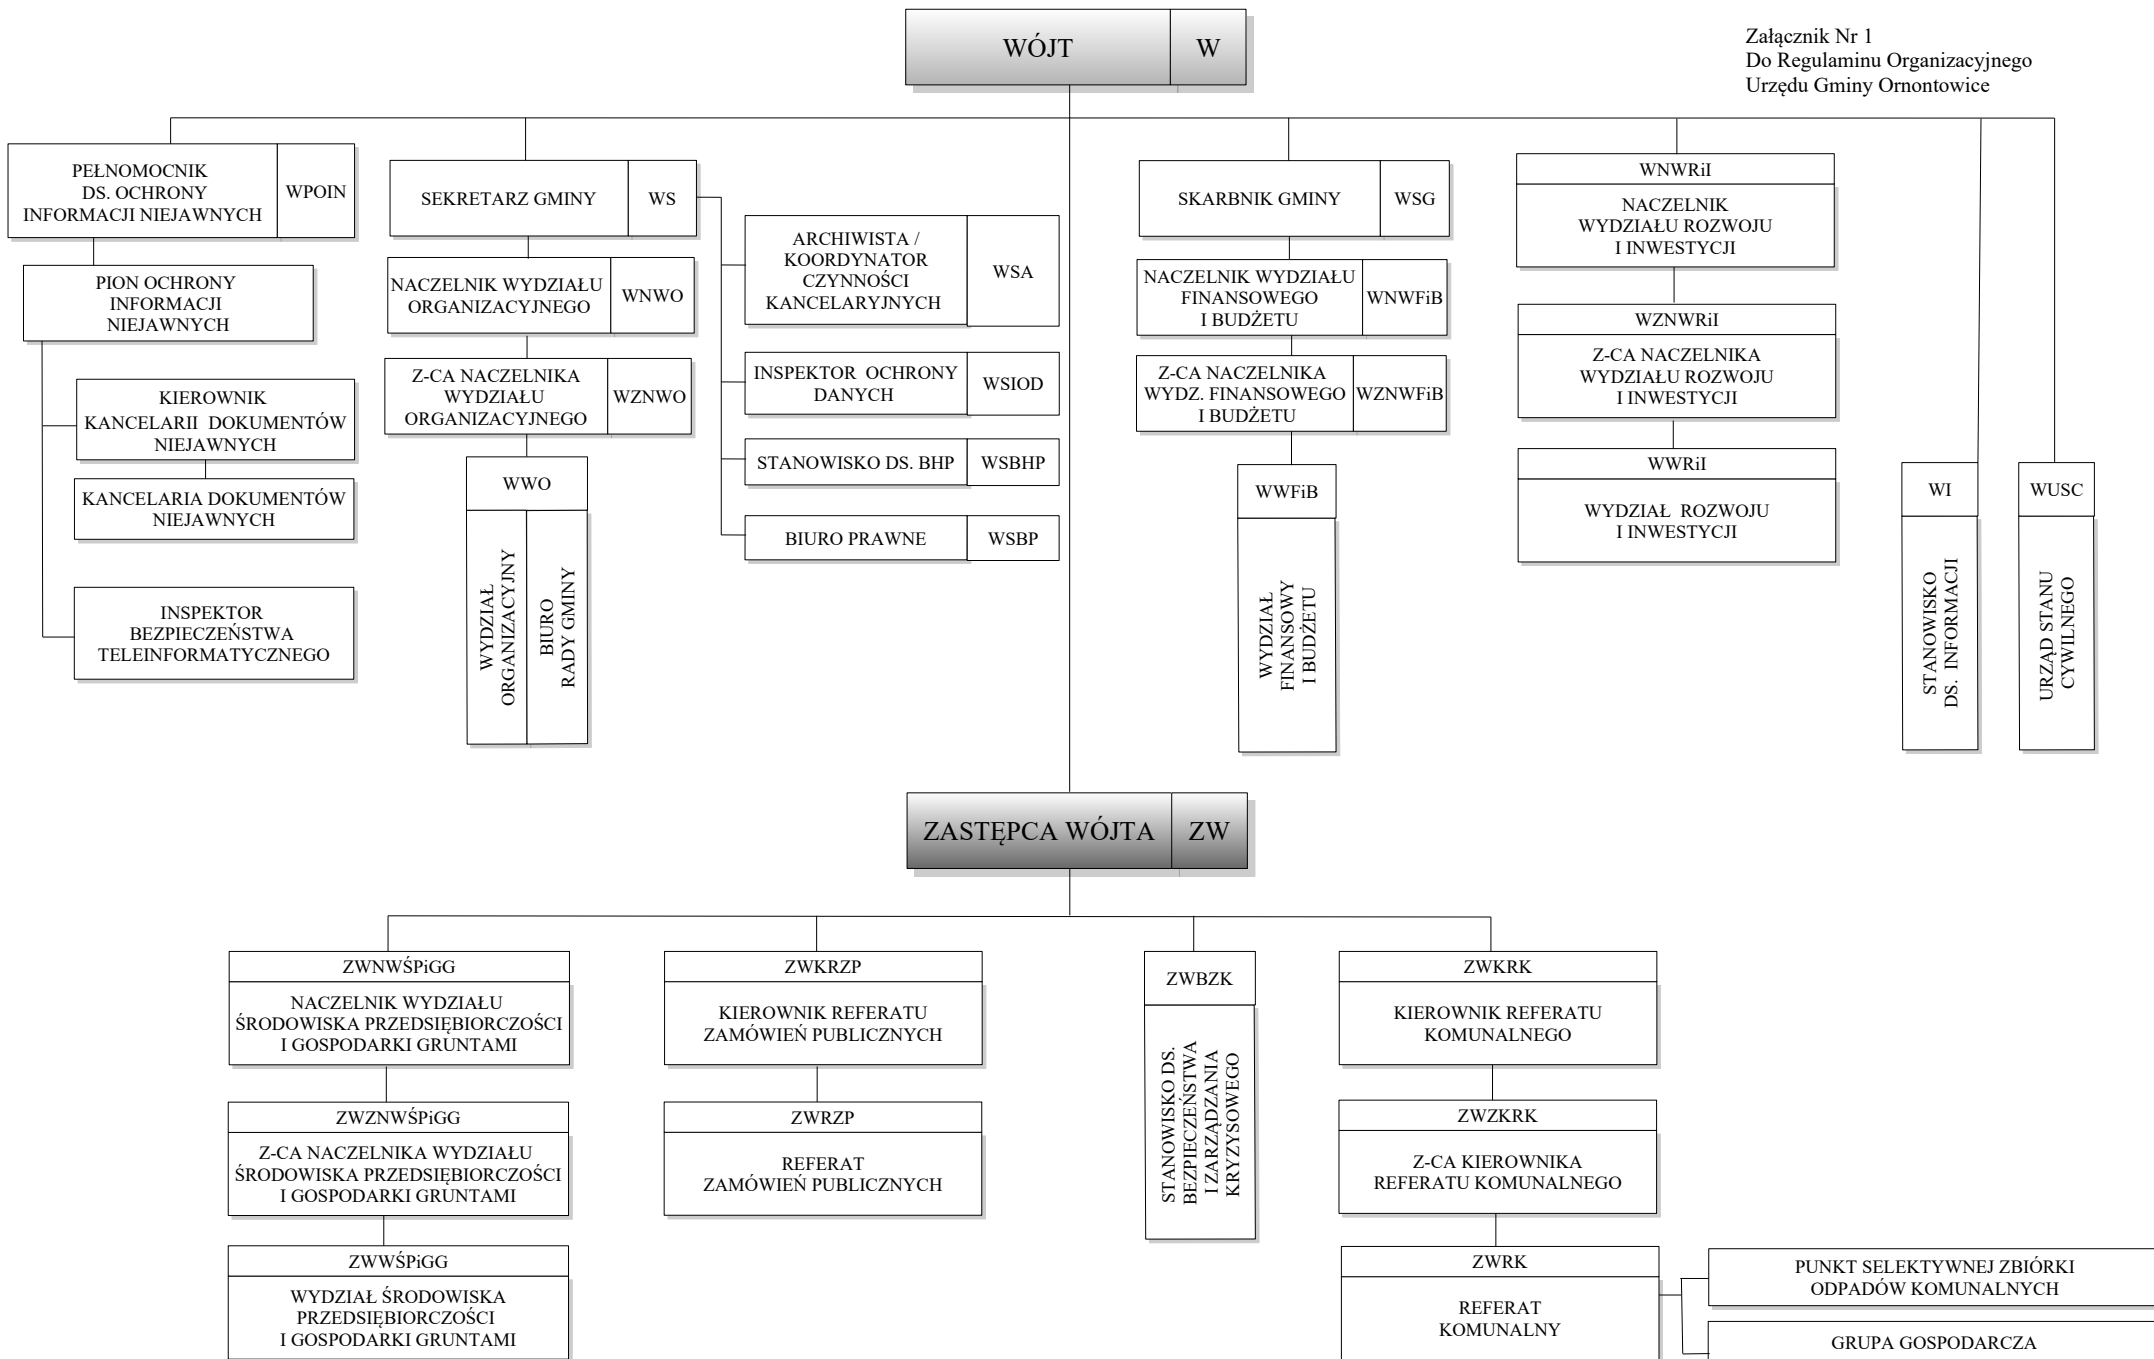 WÓJT W
Załącznik Nr 1
Do Regulaminu Organizacyjnego
Urzędu Gminy Ornontowice
PEŁNOMOCNIK
DS. OCHRONY
INFORMACJI NIEJAWNYCH
WPOIN
PION OCHRONY
INFORMACJI
NIEJAWNYCH
KIEROWNIK
KANCELARII DOKUMENTÓW
NIEJAWNYCH
KANCELARIA DOKUMENTÓW
NIEJAWNYCH
INSPEKTOR
BEZPIECZEŃSTWA
TELEINFORMATYCZNEGO
SEKRETARZ GMINY WS
NACZELNIK WYDZIAŁU
ORGANIZACYJNEGO
WNWO
Z-CA NACZELNIKA
WYDZIAŁU
ORGANIZACYJNEGO
WZNWO
WWO
WYDZIAŁ
ORGANIZACYJNY
BIURO
RADY GMINY
ARCHIWISTA /
KOORDYNATOR
CZYNNOŚCI
KANCELARYJNYCH
WSA
INSPEKTOR OCHRONY
DANYCH
WSIOD
STANOWISKO DS. BHP WSBHP
BIURO PRAWNE WSBP
SKARBNIK GMINY WSG
NACZELNIK WYDZIAŁU
FINANSOWEGO
I BUDŻETU
WNWFiB
Z-CA NACZELNIKA
WYDZ. FINANSOWEGO
I BUDŻETU
WZNWFiB
WWFiB
WYDZIAŁ
FINANSOWY
I BUDŻETU
WNWRiI
NACZELNIK
WYDZIAŁU ROZWOJU
I INWESTYCJI
WZNWRiI
Z-CA NACZELNIKA
WYDZIAŁU ROZWOJU
I INWESTYCJI
WWRiI
WYDZIAŁ ROZWOJU
I INWESTYCJI
WI
STANOWISKO
DS. INFORMACJI
WUSC
URZĄD STANU
CYWILNEGO
ZASTĘPCA WÓJTA ZW
ZWNWŚPiGG
NACZELNIK WYDZIAŁU
ŚRODOWISKA PRZEDSIĘBIORCZOŚCI
I GOSPODARKI GRUNTAMI
ZWZNWŚPiGG
Z-CA NACZELNIKA WYDZIAŁU
ŚRODOWISKA PRZEDSIĘBIORCZOŚCI
I GOSPODARKI GRUNTAMI
ZWWŚPiGG
WYDZIAŁ ŚRODOWISKA
PRZEDSIĘBIORCZOŚCI
I GOSPODARKI GRUNTAMI
ZWKRZP
KIEROWNIK REFERATU
ZAMÓWIEŃ PUBLICZNYCH
ZWRZP
REFERAT
ZAMÓWIEŃ PUBLICZNYCH
ZWBZK
STANOWISKO DS.
BEZPIECZEŃSTWA
I ZARZĄDZANIA
KRYZYSOWEGO
ZWKRK
KIEROWNIK REFERATU
KOMUNALNEGO
ZWZKRK
Z-CA KIEROWNIKA
REFERATU KOMUNALNEGO
ZWRK
REFERAT
KOMUNALNY
PUNKT SELEKTYWNEJ ZBIÓRKI
ODPADÓW KOMUNALNYCH
GRUPA GOSPODARCZA